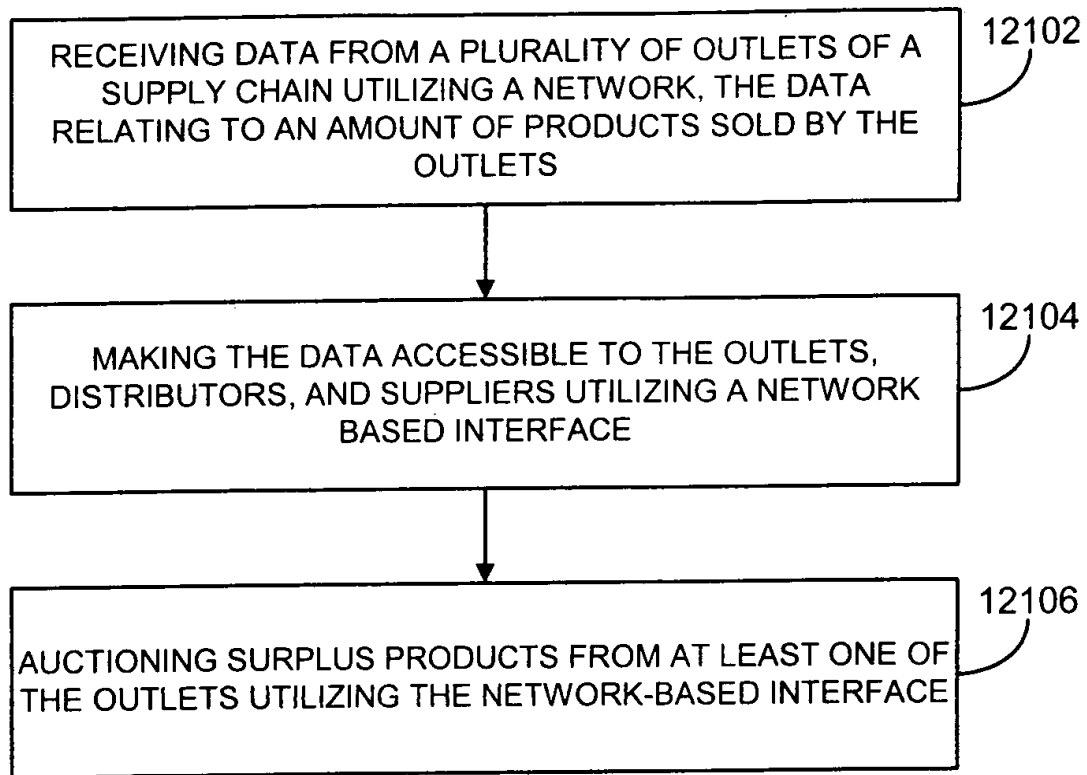 RECEIVING DATA FROM A PLURALITY OF OUTLETS OF A
SUPPLY CHAIN UTILIZING A NETWORK, THE DATA
RELATING TO AN AMOUNT OF PRODUCTS SOLD BY THE
OUTLETS
12102
MAKING THE DATA ACCESSIBLE TO THE OUTLETS,
DISTRIBUTORS, AND SUPPLIERS UTILIZING A NETWORK
BASED INTERFACE
12104
AUCTIONING SURPLUS PRODUCTS FROM AT LEAST ONE OF
THE OUTLETS UTILIZING THE NETWORK-BASED INTERFACE
12106